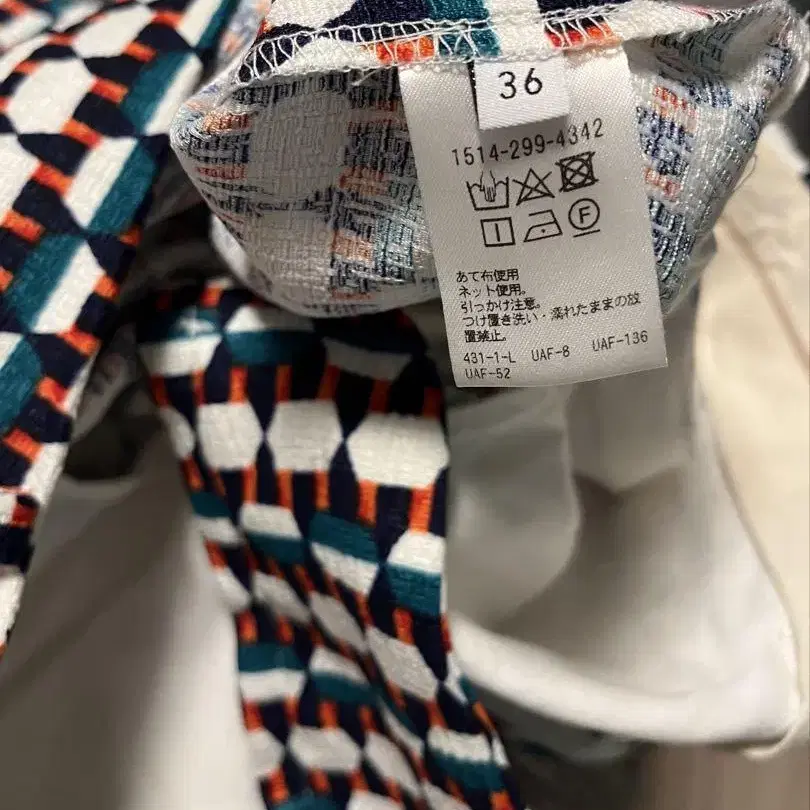 36
1514-299-4342
F
あて布使用
ネット使用。
引っかけ注意。
つけ置き洗い・濡れたままの放
置禁止。
431-1-L UAF-8 UAF-136
UAF-52